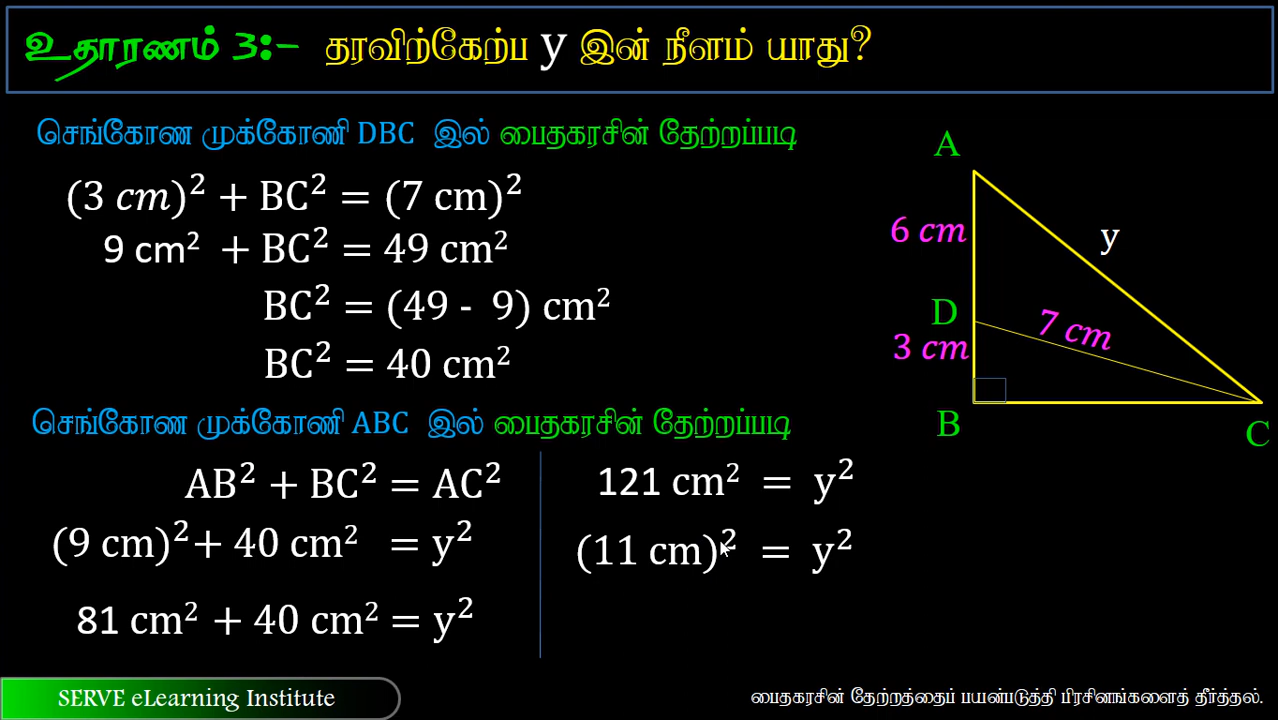 உதாரணம் 3:- தரவிற்கேற்ப y இன் நீளம் யாது?
செங்கோண முக்கோணி DBC இல் பைதகரசின் தேற்றப்படி
(3 cm)² + BC² = (7 cm)²
9 cm² + BC² = 49 cm²
BC² = (49 - 9) cm²
BC² = 40 cm²
செங்கோண முக்கோணி ABC இல் பைதகரசின் தேற்றப்படி
AB² + BC² = AC²
(9 cm)² + 40 cm² = y²
81 cm² + 40 cm² = y²
121 cm² = y²
(11 cm)² = y²
A
6 cm
y
D
7 cm
3 cm
B
C
SERVE eLearning Institute
பைதகரசின் தேற்றத்தைப் பயன்படுத்தி பிரசினங்களைத் தீர்த்தல்.